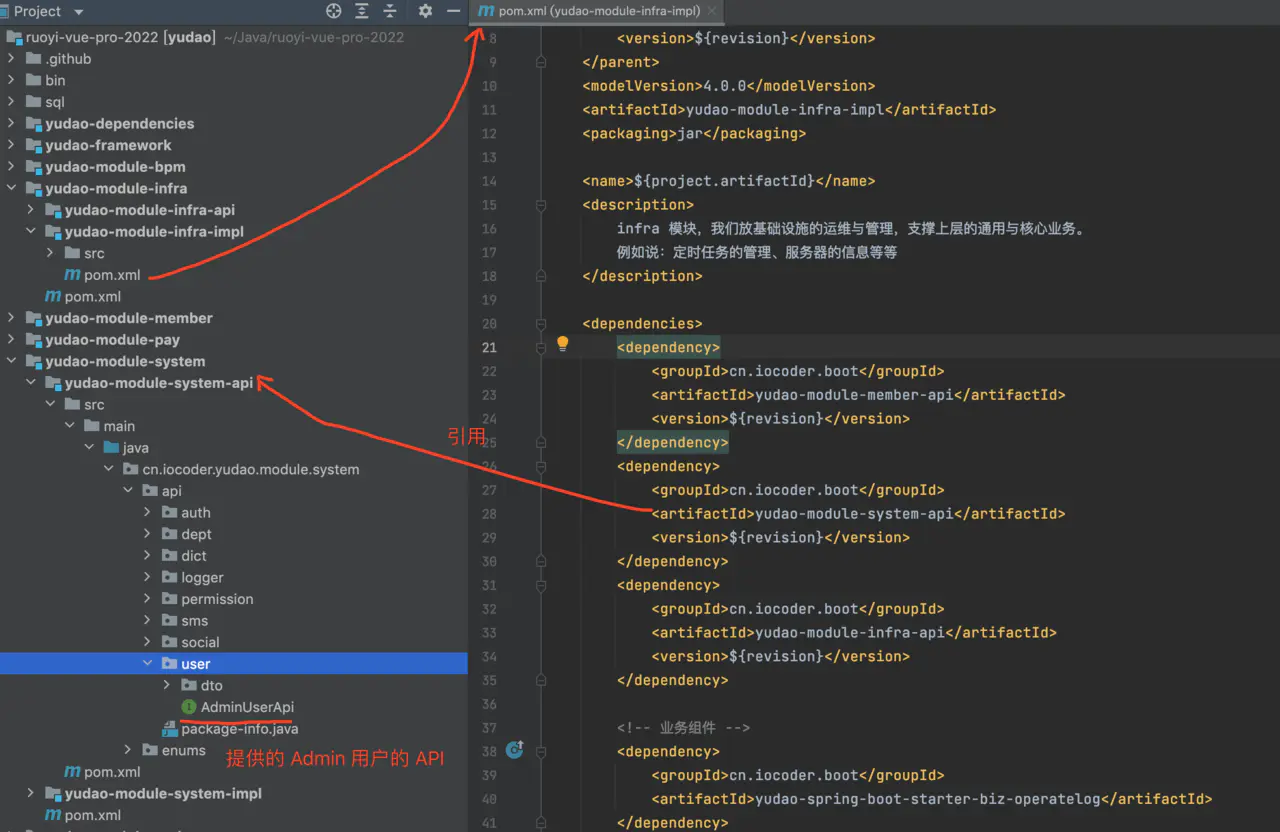 Project
ruoyi-vue-pro-2022 [yudao] ~/Java/ruoyi-vue-pro-2022
.github
bin
sql
yudao-dependencies
yudao-framework
yudao-module-bpm
yudao-module-infra
yudao-module-infra-api
yudao-module-infra-impl
src
pom.xml
pom.xml
yudao-module-member
yudao-module-pay
yudao-module-system
yudao-module-system-api
src
main
java
cn.iocoder.yudao.module.system
api
auth
dept
dict
logger
permission
sms
social
user
dto
AdminUserApi
package-info.java
enums
提供的 Admin 用户的 API
pom.xml
yudao-module-system-impl
pom.xml
引用
pom.xml (yudao-module-infra-impl)
8 <version>${revision}</version>
9 </parent>
10 <modelVersion>4.0.0</modelVersion>
11 <artifactId>yudao-module-infra-impl</artifactId>
12 <packaging>jar</packaging>
13
14 <name>${project.artifactId}</name>
15 <description>
16 infra 模块，我们放基础设施的运维与管理，支撑上层的通用与核心业务。
17 例如说：定时任务的管理、服务器的信息等等
18 </description>
19
20 <dependencies>
21 <dependency>
22 <groupId>cn.iocoder.boot</groupId>
23 <artifactId>yudao-module-member-api</artifactId>
24 <version>${revision}</version>
25 </dependency>
26 <dependency>
27 <groupId>cn.iocoder.boot</groupId>
28 <artifactId>yudao-module-system-api</artifactId>
29 <version>${revision}</version>
30 </dependency>
31 <dependency>
32 <groupId>cn.iocoder.boot</groupId>
33 <artifactId>yudao-module-infra-api</artifactId>
34 <version>${revision}</version>
35 </dependency>
36
37 <!-- 业务组件 -->
38 <dependency>
39 <groupId>cn.iocoder.boot</groupId>
40 <artifactId>yudao-spring-boot-starter-biz-operatelog</artifactId>
41 </dependency>